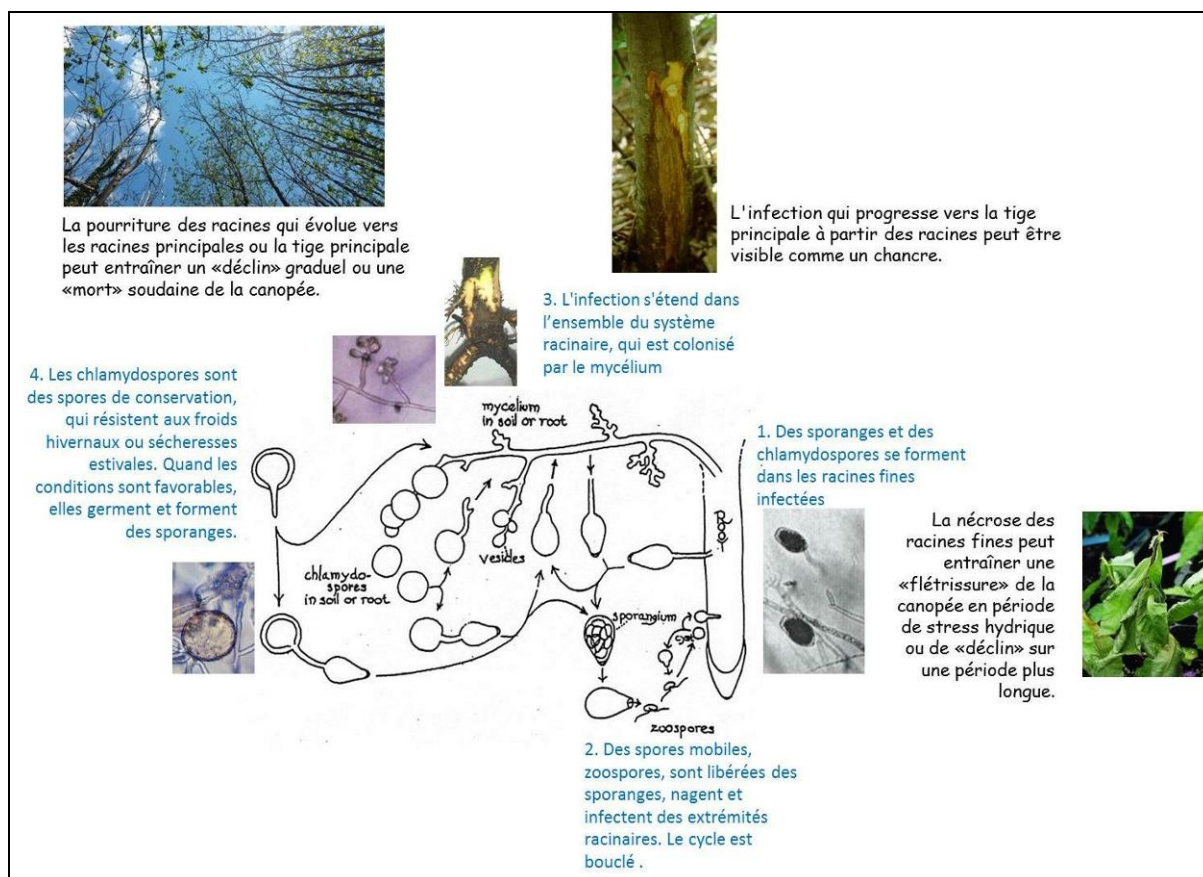 La pourriture des racines qui évolue vers
les racines principales ou la tige principale
peut entraîner un «déclin» graduel ou une
«mort» soudaine de la canopée.
L'infection qui progresse vers la tige
principale à partir des racines peut être
visible comme un chancre.
3. L'infection s'étend dans
l’ensemble du système
racinaire, qui est colonisé
par le mycélium
4. Les chlamydospores sont
des spores de conservation,
qui résistent aux froids
hivernaux ou sécheresses
estivales. Quand les
conditions sont favorables,
elles germent et forment
des sporanges.
mycelium
in soil or root
1. Des sporanges et des
chlamydospores se forment
dans les racines fines
infectées
root
vesides
chlamydo-
spores
in soil or root
sporangium
cyst
zoospores
La nécrose des
racines fines peut
entraîner une
«flétrissure» de la
canopée en période
de stress hydrique
ou de «déclin» sur
une période plus
longue.
2. Des spores mobiles,
zoospores, sont libérées des
sporanges, nagent et
infectent des extrémités
racinaires. Le cycle est
bouclé .